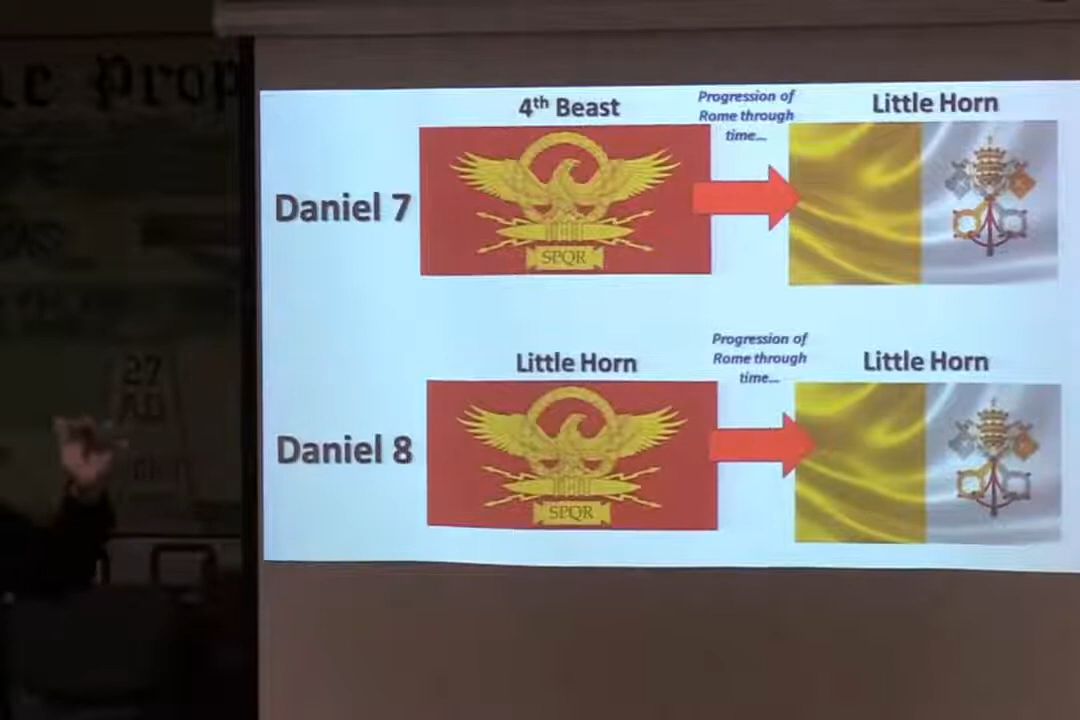 4th Beast
Progression of
Rome through
time...
Little Horn
Daniel 7
SPQR
Little Horn
Progression of
Rome through
time...
Little Horn
Daniel 8
SPQR
27